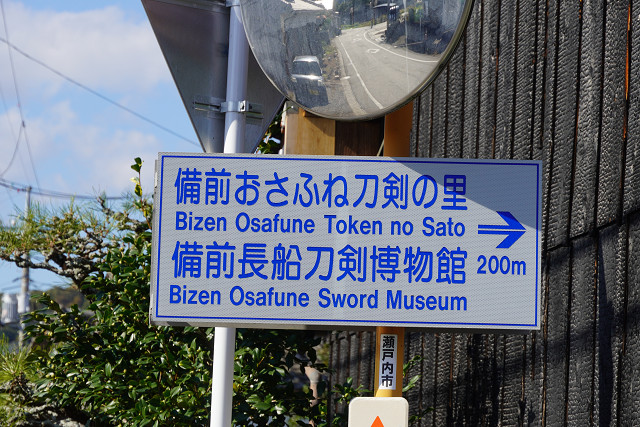 備前おさふね刀剣の里
Bizen Osafune Token no Sato
備前長船刀剣博物館 200m
Bizen Osafune Sword Museum
瀬戸内市